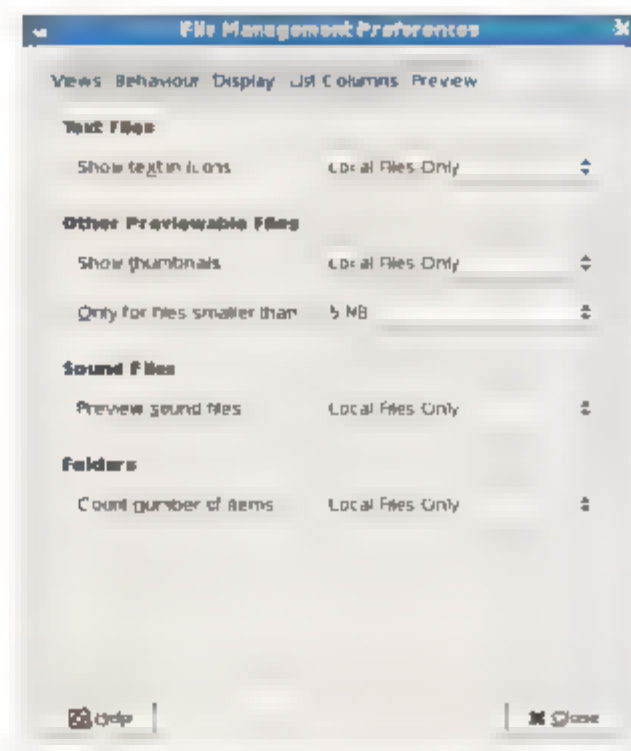 File Management Preferences
Views Behaviour Display List Columns Preview
Text Files
Show text in icons Local Files Only
Other Previewable Files
Show thumbnails Local Files Only
Only for files smaller than 5 MB
Sound Files
Preview sound files Local Files Only
Folders
Count number of items Local Files Only
Help Close